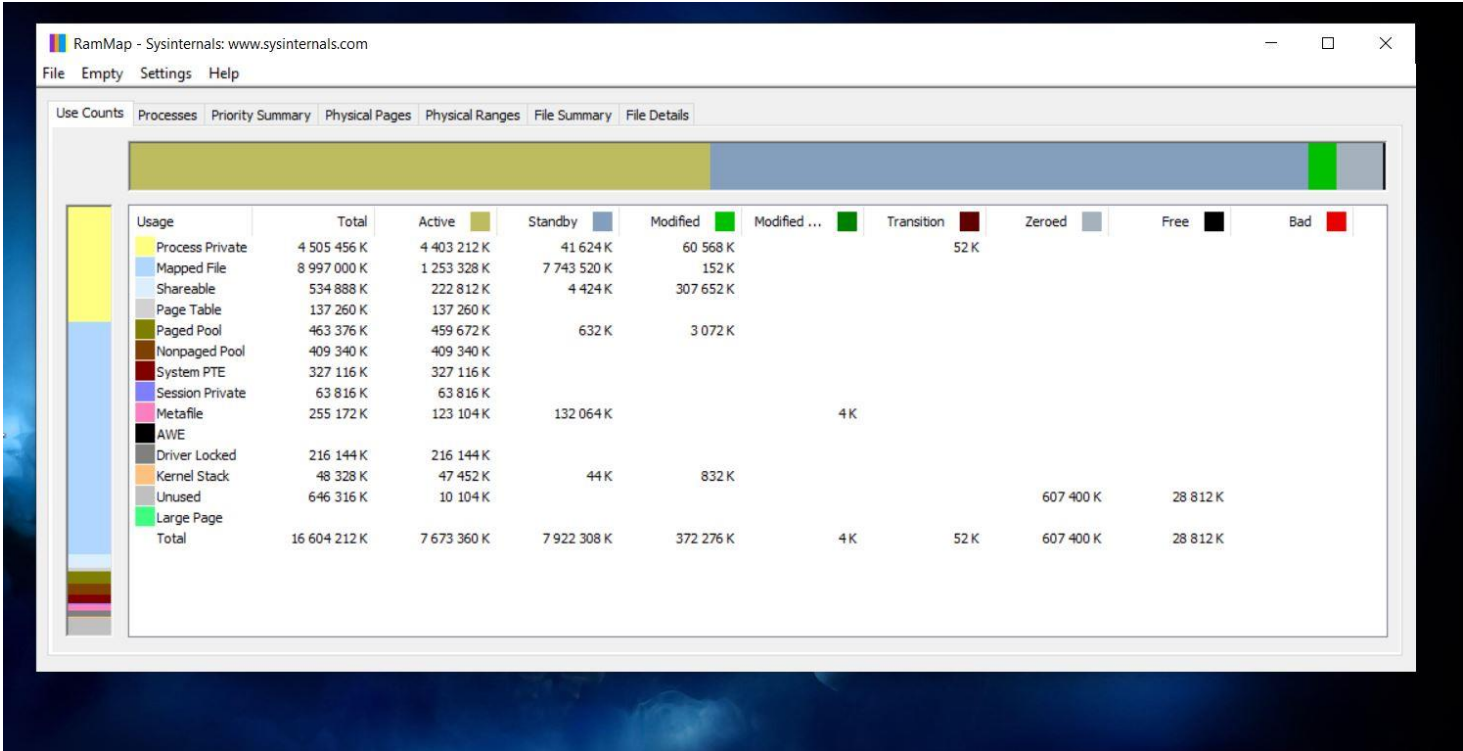 RamMap - Sysinternals: www.sysinternals.com
File Empty Settings Help
Use Counts Processes Priority Summary Physical Pages Physical Ranges File Summary File Details
Usage Total Active Standby Modified Modified ... Transition Zeroed Free Bad
Process Private 4 505 456 K 4 403 212 K 41 624 K 60 568 K 52 K
Mapped File 8 997 000 K 1 253 328 K 7 743 520 K 152 K
Shareable 534 888 K 222 812 K 4 424 K 307 652 K
Page Table 137 260 K 137 260 K
Paged Pool 463 376 K 459 672 K 632 K 3 072 K
Nonpaged Pool 409 340 K 409 340 K
System PTE 327 116 K 327 116 K
Session Private 63 816 K 63 816 K
Metafile 255 172 K 123 104 K 132 064 K 4 K
AWE
Driver Locked 216 144 K 216 144 K
Kernel Stack 48 328 K 47 452 K 44 K 832 K
Unused 646 316 K 10 104 K 607 400 K 28 812 K
Large Page
Total 16 604 212 K 7 673 360 K 7 922 308 K 372 276 K 4 K 52 K 607 400 K 28 812 K